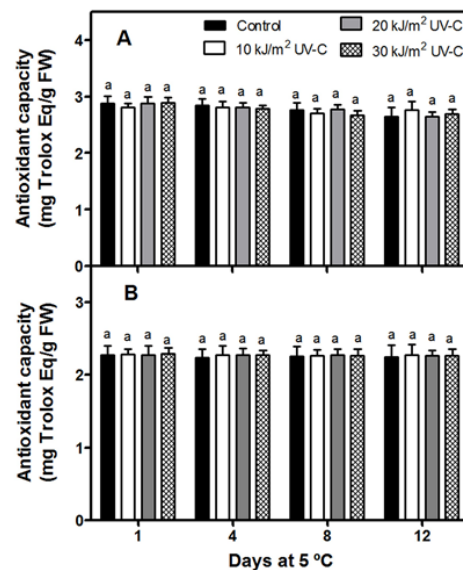 Control
20 kJ/m² UV-C
10 kJ/m² UV-C
30 kJ/m² UV-C
A
Antioxidant capacity
(mg Trolox Eq/g FW)
4
3
2
1
0
a a a a a a a a a a a a a a a a
B
Antioxidant capacity
(mg Trolox Eq/g FW)
3
2
1
0
a a a a a a a a a a a a a a a a
1 4 8 12
Days at 5 ºC